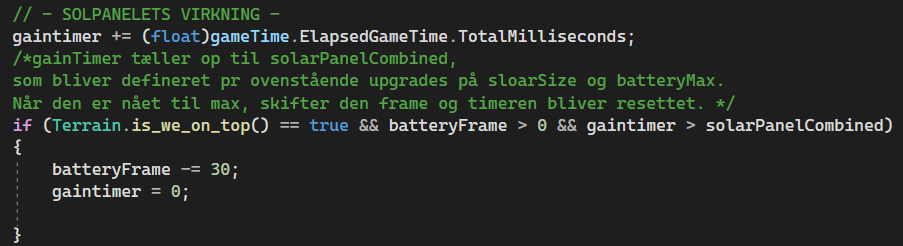 // - SOLPANELETS VIRKNING -
gaintimer += (float)gameTime.ElapsedGameTime.TotalMilliseconds;
/*gainTimer tæller op til solarPanelCombined,
som bliver defineret pr ovenstående upgrades på sloarSize og batteryMax.
Når den er nået til max, skifter den frame og timeren bliver resettet. */
if (Terrain.is_we_on_top() == true && batteryFrame > 0 && gaintimer > solarPanelCombined)
{
batteryFrame -= 30;
gaintimer = 0;
}